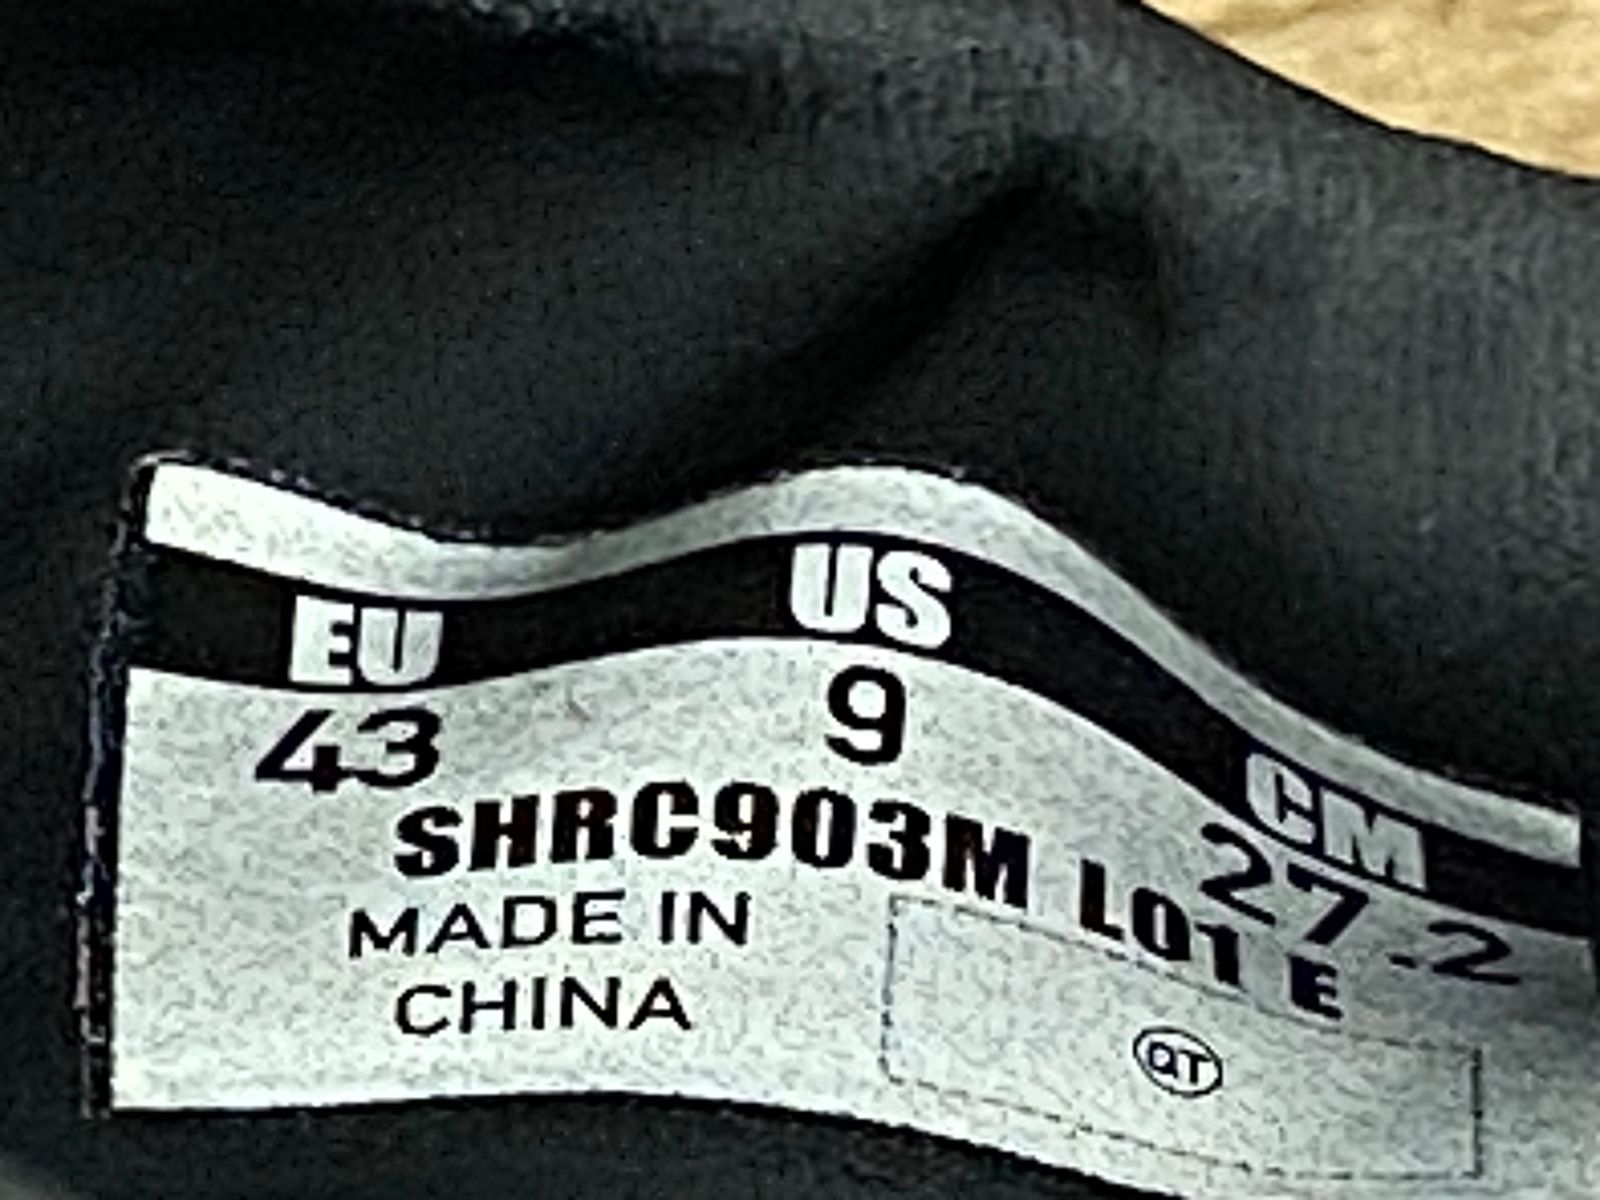 EU US CM
43 9 27.2
SHRC903M L01 E
MADE IN
CHINA
QT